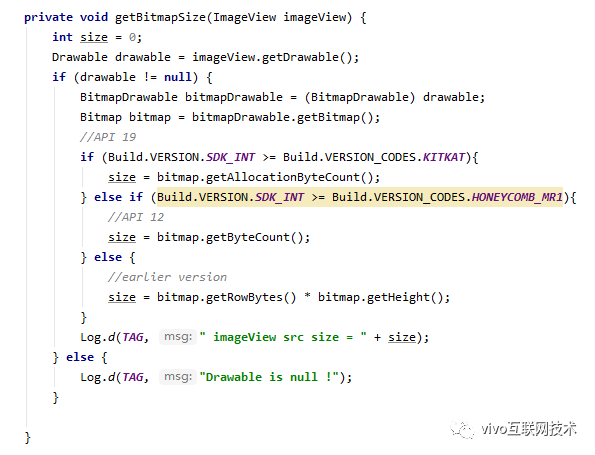 private void getBitmapSize(ImageView imageView) {
    int size = 0;
    Drawable drawable = imageView.getDrawable();
    if (drawable != null) {
        BitmapDrawable bitmapDrawable = (BitmapDrawable) drawable;
        Bitmap bitmap = bitmapDrawable.getBitmap();
        //API 19
        if (Build.VERSION.SDK_INT >= Build.VERSION_CODES.KITKAT){
            size = bitmap.getAllocationByteCount();
        } else if (Build.VERSION.SDK_INT >= Build.VERSION_CODES.HONEYCOMB_MR1){
            //API 12
            size = bitmap.getByteCount();
        } else {
            //earlier version
            size = bitmap.getRowBytes() * bitmap.getHeight();
        }
        Log.d(TAG, msg: " imageView src size = " + size);
    } else {
        Log.d(TAG, msg: "Drawable is null !");
    }
}
vivo互联网技术